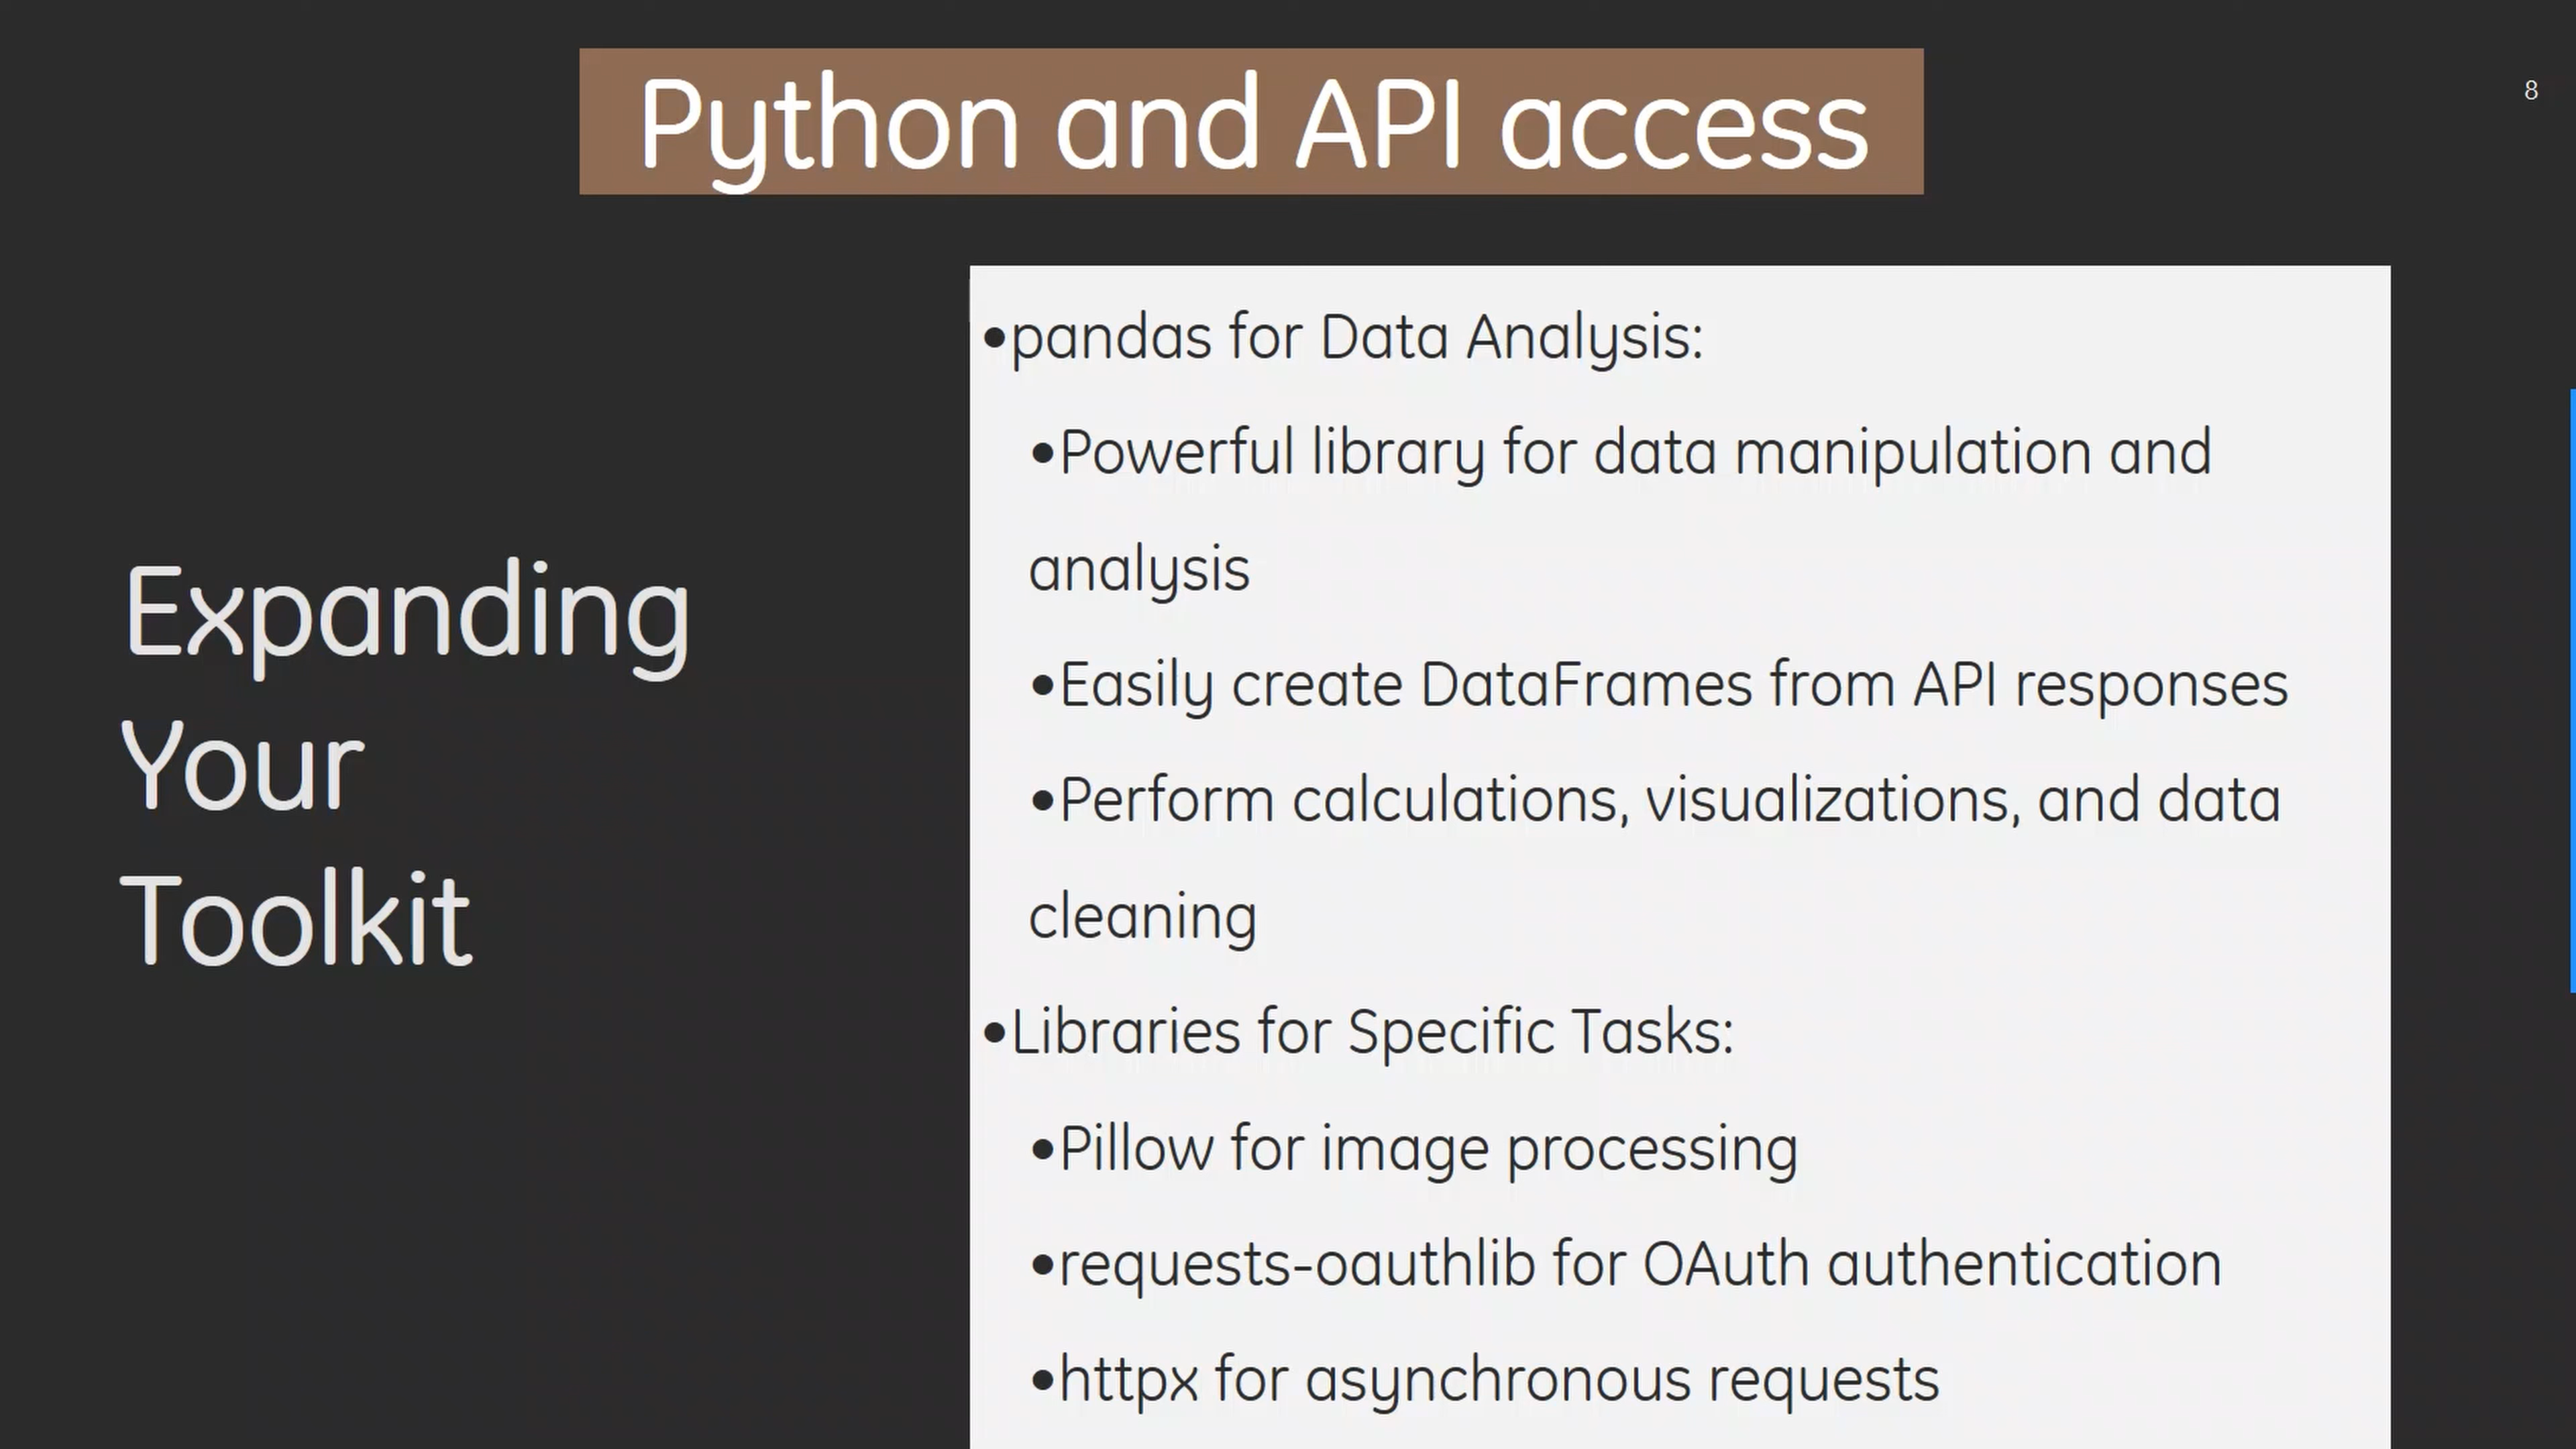 Python and API access
8
Expanding
Your
Toolkit
•pandas for Data Analysis:
•Powerful library for data manipulation and
analysis
•Easily create DataFrames from API responses
•Perform calculations, visualizations, and data
cleaning
•Libraries for Specific Tasks:
•Pillow for image processing
•requests-oauthlib for OAuth authentication
•httpx for asynchronous requests